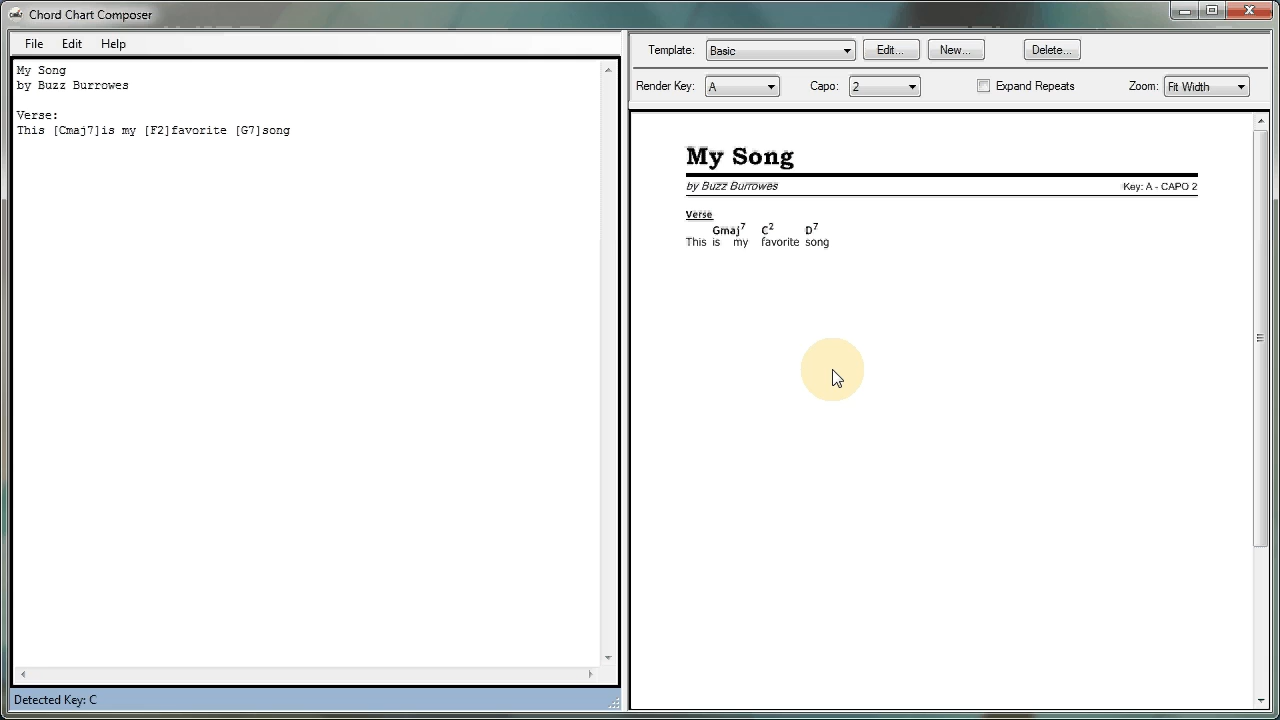 Chord Chart Composer
File Edit Help
My Song
by Buzz Burrowes
Verse:
This [Cmaj7]is my [F2]favorite [G7]song
Detected Key: C
Template: Basic Edit... New... Delete...
Render Key: A Capo: 2 Expand Repeats Zoom: Fit Width
My Song
by Buzz Burrowes Key: A - CAPO 2
Verse
Gmaj7 C2 D7
This is my favorite song